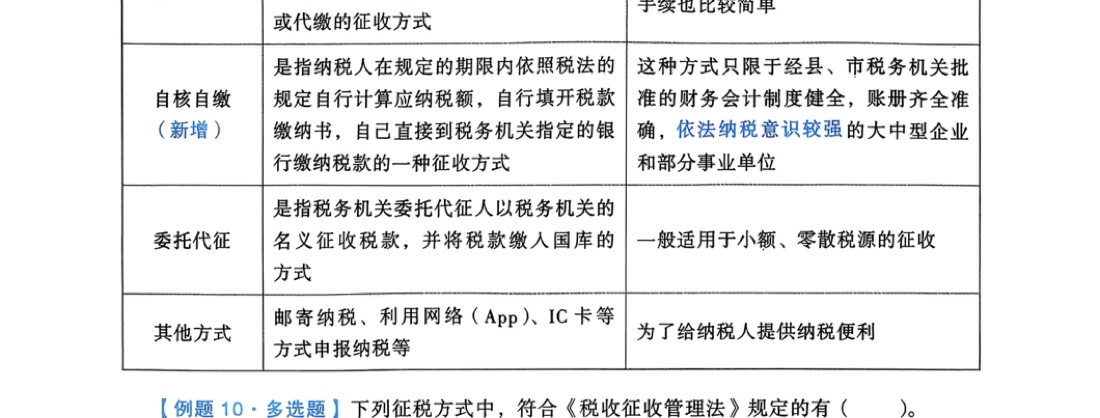 或代缴的征收方式
手续也比较简单
自核自缴
（新增）
是指纳税人在规定的期限内依照税法的
规定自行计算应纳税额，自行填开税款
缴纳书，自己直接到税务机关指定的银
行缴纳税款的一种征收方式
这种方式只限于经县、市税务机关批
准的财务会计制度健全，账册齐全准
确，依法纳税意识较强的大中型企业
和部分事业单位
委托代征
是指税务机关委托代征人以税务机关的
名义征收税款，并将税款缴入国库的
方式
一般适用于小额、零散税源的征收
其他方式
邮寄纳税、利用网络（App）、IC卡等
方式申报纳税等
为了给纳税人提供纳税便利
【例题10·多选题】下列征税方式中，符合《税收征收管理法》规定的有（　　）。